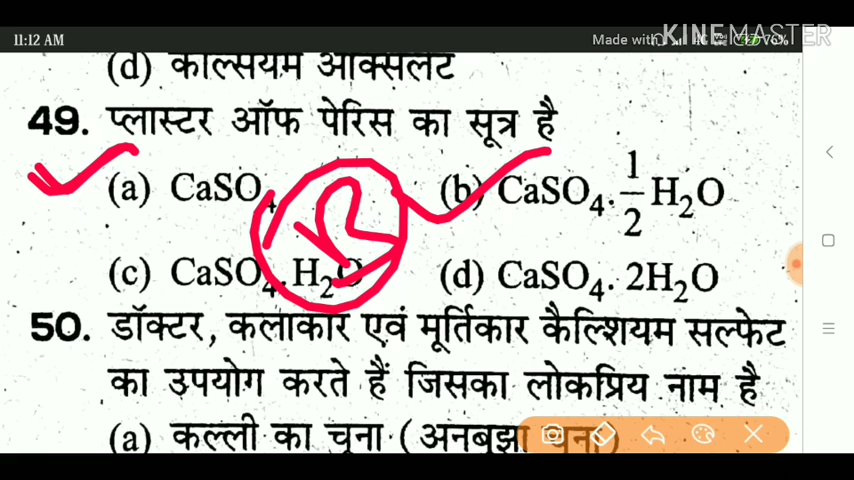 11:12 AM Made with KINEMASTER 76%
(d) काल्सियम ऑक्सलेट
49. प्लास्टर ऑफ पेरिस का सूत्र है
(a) CaSO4 (b) CaSO4.1/2H2O
B
(c) CaSO4.H2O (d) CaSO4.2H2O
50. डॉक्टर, कलाकार एवं मूर्तिकार कैल्शियम सल्फेट
का उपयोग करते हैं जिसका लोकप्रिय नाम है
(a) कल्ली का चूना (अनबुझा चूना)